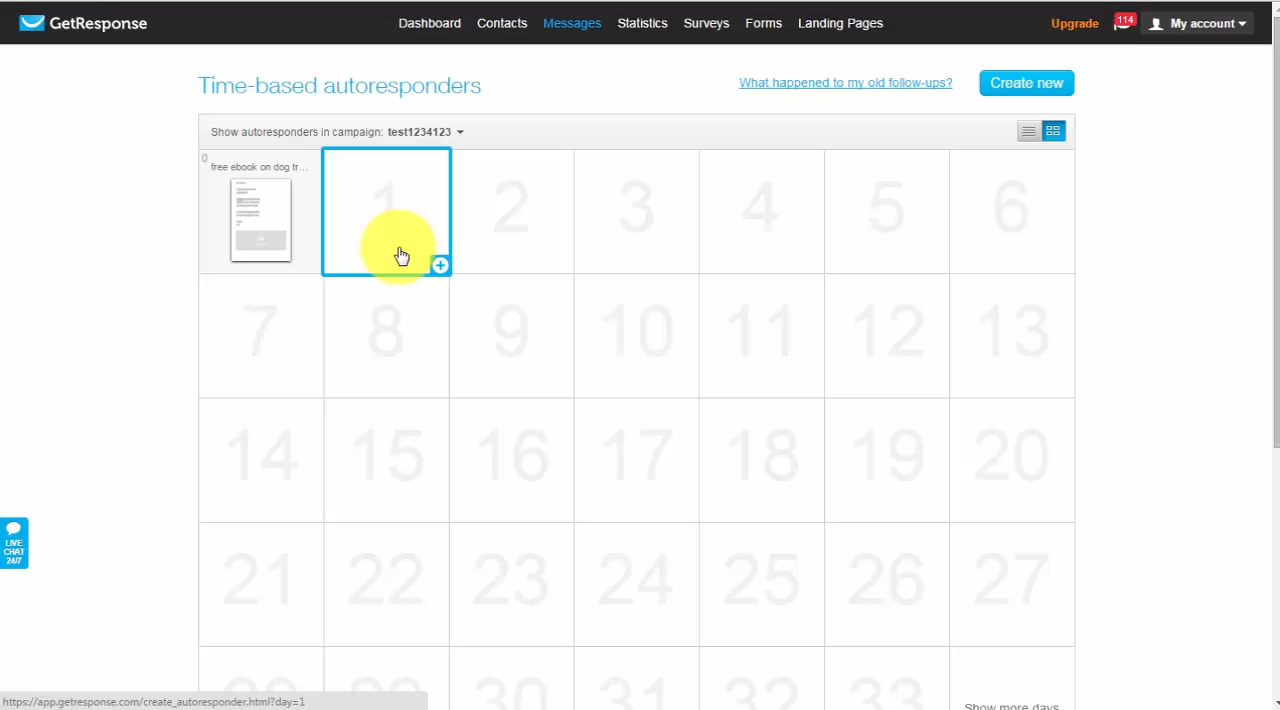 GetResponse
Dashboard Contacts Messages Statistics Surveys Forms Landing Pages
Upgrade 114 My account
Time-based autoresponders
What happened to my old follow-ups? Create new
Show autoresponders in campaign: test1234123
0
free ebook on dog tr...
1 2 3 4 5 6
7 8 9 10 11 12 13
14 15 16 17 18 19 20
21 22 23 24 25 26 27
28 29 30 31 32 33
Show more days
LIVE
CHAT
24/7
https://app.getresponse.com/create_autoresponder.html?day=1